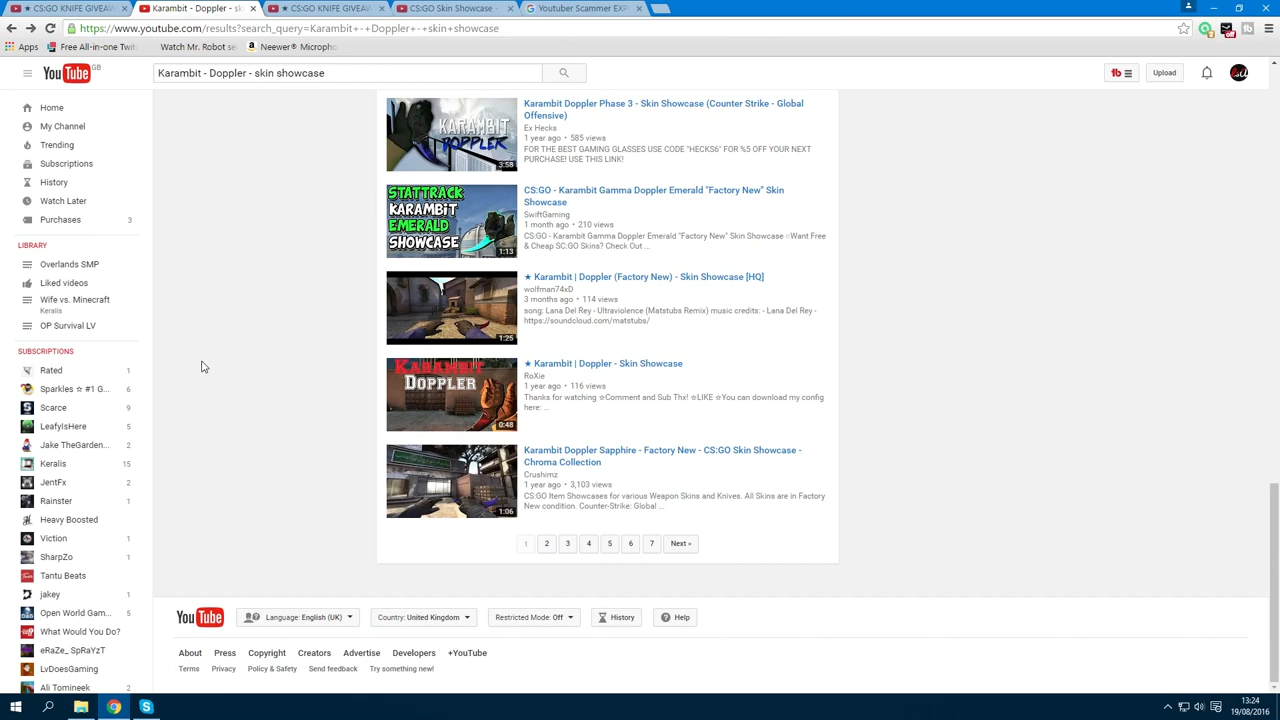 ★ CS:GO KNIFE GIVEAW
Karambit - Doppler - sk
★ CS:GO KNIFE GIVEAW
CS:GO Skin Showcase -
Youtuber Scammer EXP
https://www.youtube.com/results?search_query=Karambit+-+Doppler+-+skin+showcase
Apps
Free All-in-one Twitt
Watch Mr. Robot se
Neewer® Micropho
YouTube GB
Karambit - Doppler - skin showcase
Upload
Home
My Channel
Trending
Subscriptions
History
Watch Later
Purchases 3
LIBRARY
Overlands SMP
Liked videos
Wife vs. Minecraft
Keralis
OP Survival LV
SUBSCRIPTIONS
Rated 1
Sparkles ☆ #1 G... 6
Scarce 9
LeafyIsHere 5
Jake TheGarden... 2
Keralis 15
JentFx 2
Rainster 1
Heavy Boosted
Viction 1
SharpZo 1
Tantu Beats
jakey 1
Open World Gam... 5
What Would You Do?
eRaZe_ SpRaYzT
LvDoesGaming
Ali Tomineek 2
KARAMBIT
DOPPLER
3:58
Karambit Doppler Phase 3 - Skin Showcase (Counter Strike - Global
Offensive)
Ex Hecks
1 year ago • 585 views
FOR THE BEST GAMING GLASSES USE CODE "HECKS6" FOR %5 OFF YOUR NEXT
PURCHASE! USE THIS LINK!
STATTRACK
KARAMBIT
EMERALD
SHOWCASE
1:13
CS:GO - Karambit Gamma Doppler Emerald "Factory New" Skin
Showcase
SwiftGaming
1 month ago • 210 views
CS:GO - Karambit Gamma Doppler Emerald "Factory New" Skin Showcase ☆Want Free
& Cheap SC:GO Skins? Check Out ...
1:25
★ Karambit | Doppler (Factory New) - Skin Showcase [HQ]
wolfman74xD
3 months ago • 114 views
song: Lana Del Rey - Ultraviolence (Matstubs Remix) music credits: - Lana Del Rey -
https://soundcloud.com/matstubs/
KARAMBIT
DOPPLER
0:48
★ Karambit | Doppler - Skin Showcase
RoXie
1 year ago • 116 views
Thanks for watching ☆Comment and Sub Thx! ☆LIKE ☆You can download my config
here: ...
1:06
Karambit Doppler Sapphire - Factory New - CS:GO Skin Showcase -
Chroma Collection
Crushimz
1 year ago • 3,103 views
CS:GO Item Showcases for various Weapon Skins and Knives. All Skins are in Factory
New condition. Counter-Strike: Global ...
1 2 3 4 5 6 7 Next »
YouTube
Language: English (UK)
Country: United Kingdom
Restricted Mode: Off
History
Help
About Press Copyright Creators Advertise Developers +YouTube
Terms Privacy Policy & Safety Send feedback Try something new!
13:24
19/08/2016